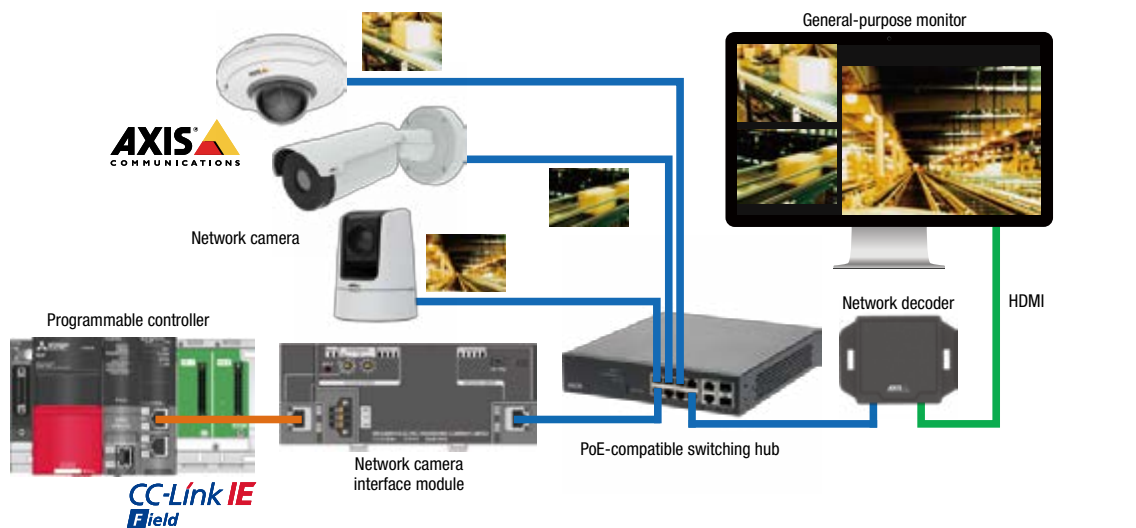 General-purpose monitor
AXIS
COMMUNICATIONS
Network camera
Network decoder
HDMI
Programmable controller
PoE-compatible switching hub
Network camera
interface module
CC-Link IE
Field